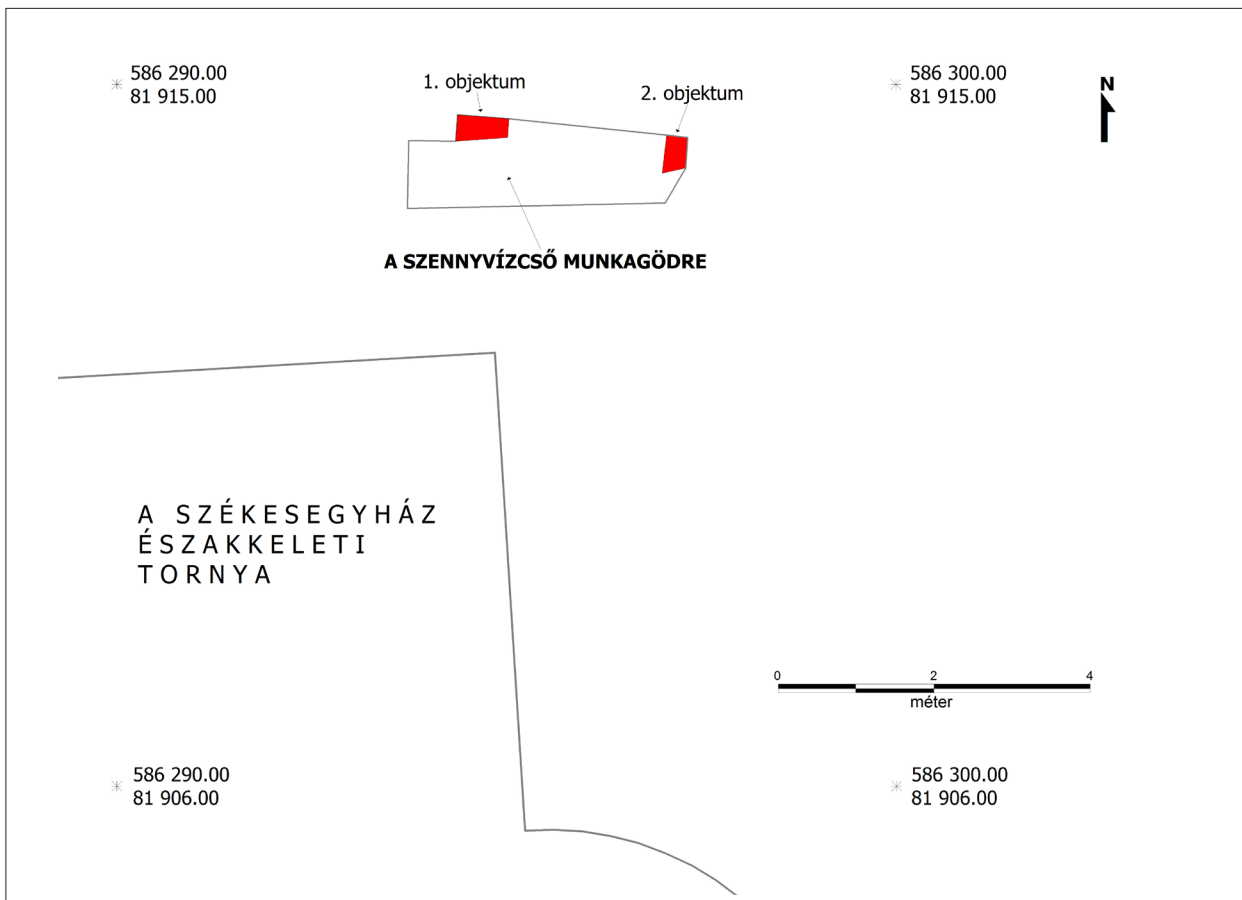 586 290.00
81 915.00
1. objektum
2. objektum
586 300.00
81 915.00
N
A SZENNYVÍZCSŐ MUNKAGÖDRE
A SZÉKESEGYHÁZ
ÉSZAKKELETI
TORNYA
0 2 4
méter
586 290.00
81 906.00
586 300.00
81 906.00